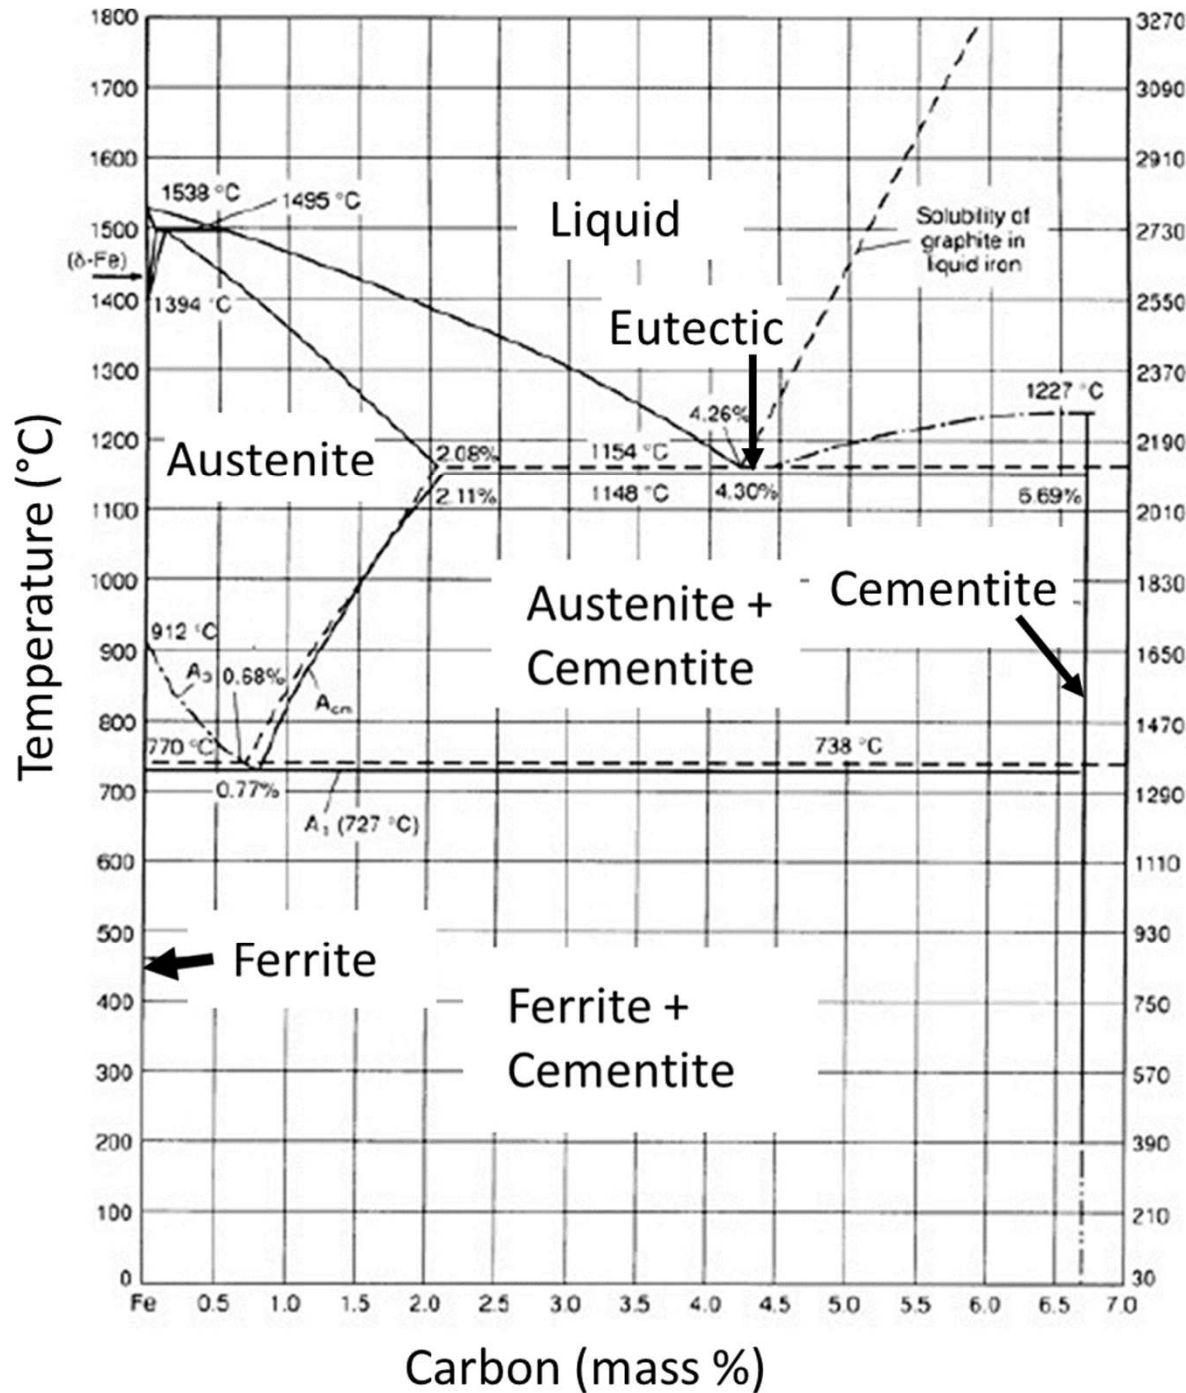 1800
1700
1600
1500
1400
1300
1200
1100
1000
900
800
700
600
500
400
300
200
100
0
3270
3090
2910
2730
2550
2370
2190
2010
1830
1650
1470
1290
1110
930
750
570
390
210
30
Temperature (°C)
1538 °C
1495 °C
(δ-Fe)
1394 °C
Liquid
Solubility of
graphite in
liquid iron
Eutectic
1227 °C
4.26%
Austenite
2.08%
1154 °C
2.11%
1148 °C
4.30%
6.69%
Austenite +
Cementite
Cementite
912 °C
0.68%
Acm
770 °C
738 °C
0.77%
A1 (727 °C)
Ferrite
Ferrite +
Cementite
Fe 0.5 1.0 1.5 2.0 2.5 3.0 3.5 4.0 4.5 5.0 5.5 6.0 6.5 7.0
Carbon (mass %)